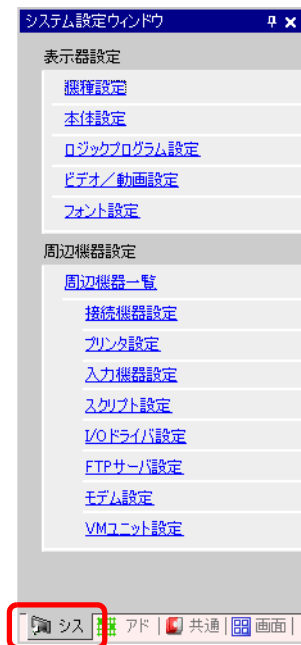 システム設定ウィンドウ
表示器設定
機種設定
本体設定
ロジックプログラム設定
ビデオ／動画設定
フォント設定
周辺機器設定
周辺機器一覧
接続機器設定
プリンタ設定
入力機器設定
スクリプト設定
I/Oドライバ設定
FTPサーバ設定
モデム設定
VMユニット設定
シス アド 共通 画面